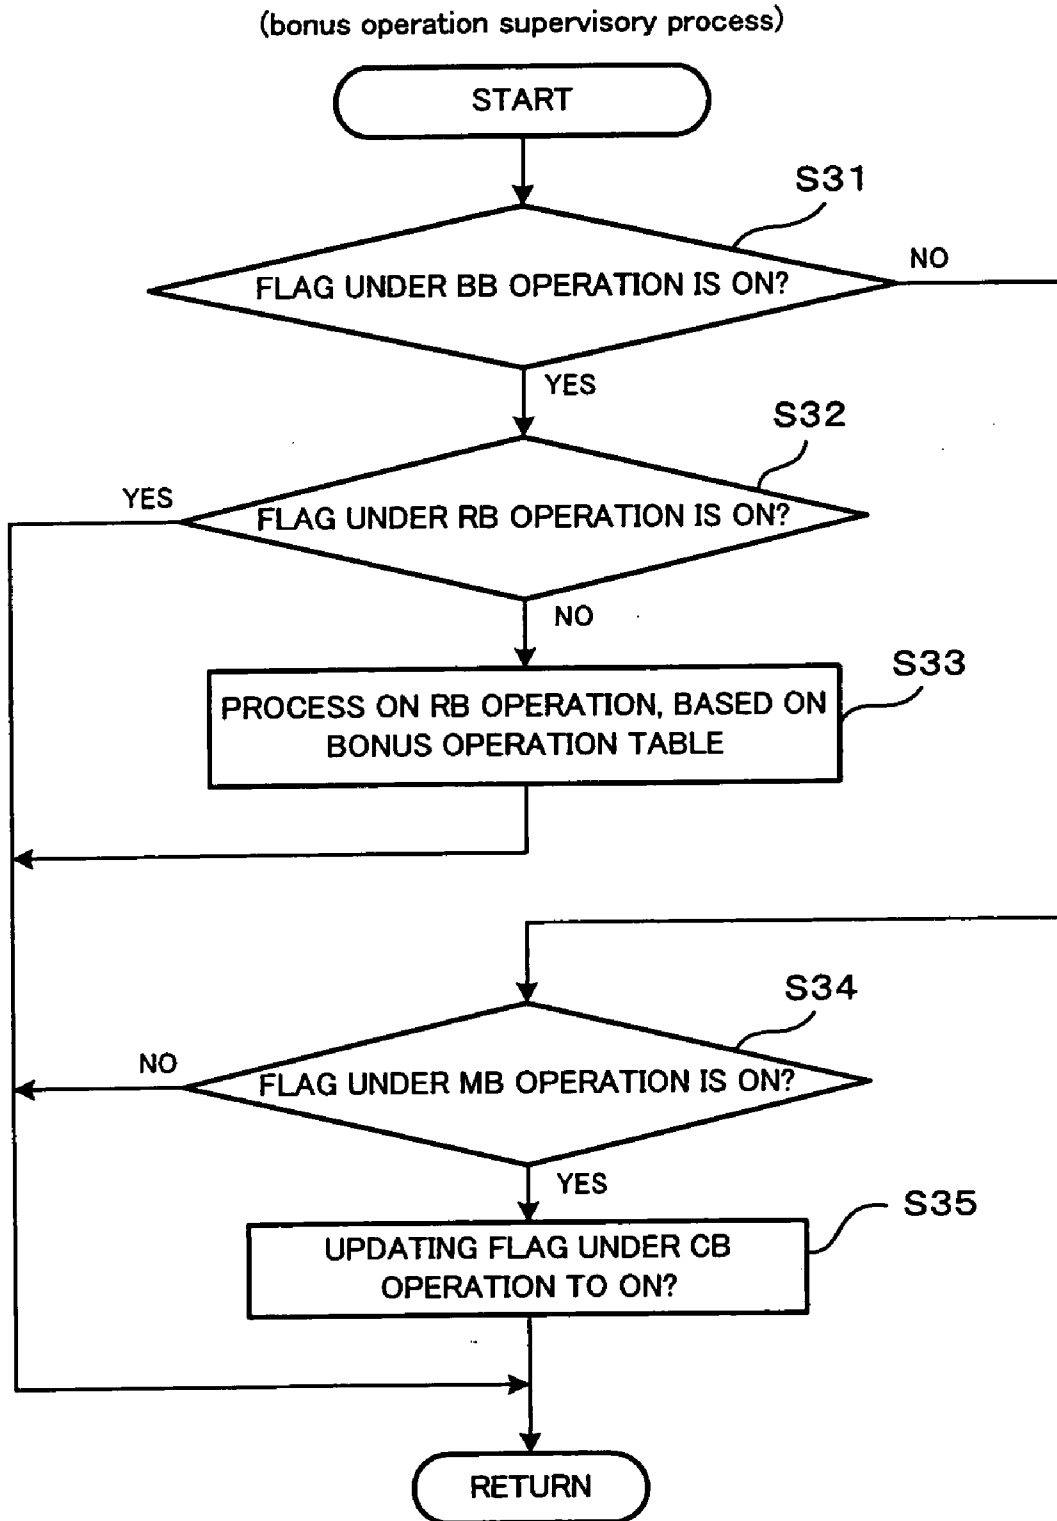 (bonus operation supervisory process)
START
S31
FLAG UNDER BB OPERATION IS ON?
NO
YES
S32
YES
FLAG UNDER RB OPERATION IS ON?
NO
S33
PROCESS ON RB OPERATION, BASED ON
BONUS OPERATION TABLE
S34
NO
FLAG UNDER MB OPERATION IS ON?
YES
S35
UPDATING FLAG UNDER CB
OPERATION TO ON?
RETURN